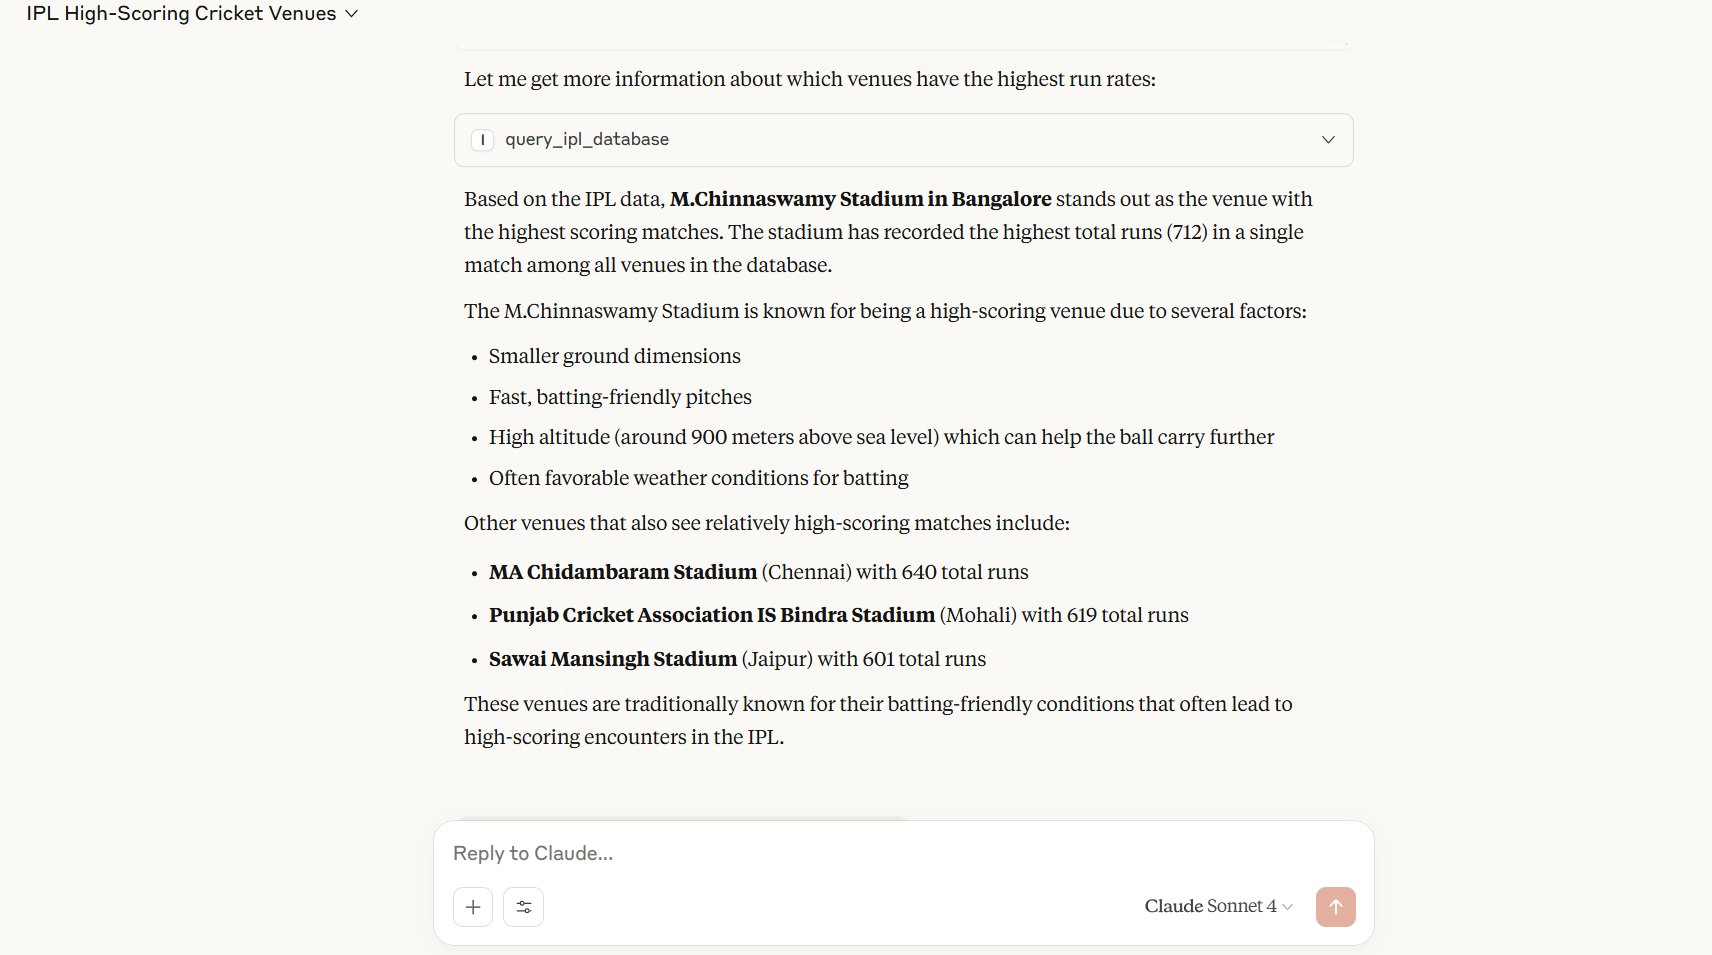 IPL High-Scoring Cricket Venues
Let me get more information about which venues have the highest run rates:
I query_ipl_database
Based on the IPL data, M.Chinnaswamy Stadium in Bangalore stands out as the venue with
the highest scoring matches. The stadium has recorded the highest total runs (712) in a single
match among all venues in the database.
The M.Chinnaswamy Stadium is known for being a high-scoring venue due to several factors:
• Smaller ground dimensions
• Fast, batting-friendly pitches
• High altitude (around 900 meters above sea level) which can help the ball carry further
• Often favorable weather conditions for batting
Other venues that also see relatively high-scoring matches include:
• MA Chidambaram Stadium (Chennai) with 640 total runs
• Punjab Cricket Association IS Bindra Stadium (Mohali) with 619 total runs
• Sawai Mansingh Stadium (Jaipur) with 601 total runs
These venues are traditionally known for their batting-friendly conditions that often lead to
high-scoring encounters in the IPL.
Reply to Claude...
Claude Sonnet 4